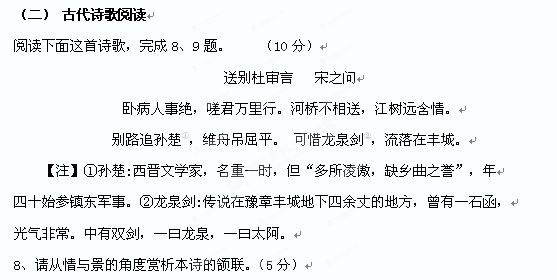 （二） 古代诗歌阅读
阅读下面这首诗歌，完成8、9题。 （10分）
送别杜审言 宋之问
卧病人事绝，嗟君万里行。河桥不相送，江树远含情。
别路追孙楚①，维舟吊屈平。 可惜龙泉剑②，流落在丰城。
【注】①孙楚:西晋文学家，名重一时，但“多所凌傲，缺乡曲之誉”，年
四十始参镇东军事。②龙泉剑:传说在豫章丰城地下四余丈的地方，曾有一石函，
光气非常。中有双剑，一曰龙泉，一曰太阿。
8、请从情与景的角度赏析本诗的颔联。（5分）